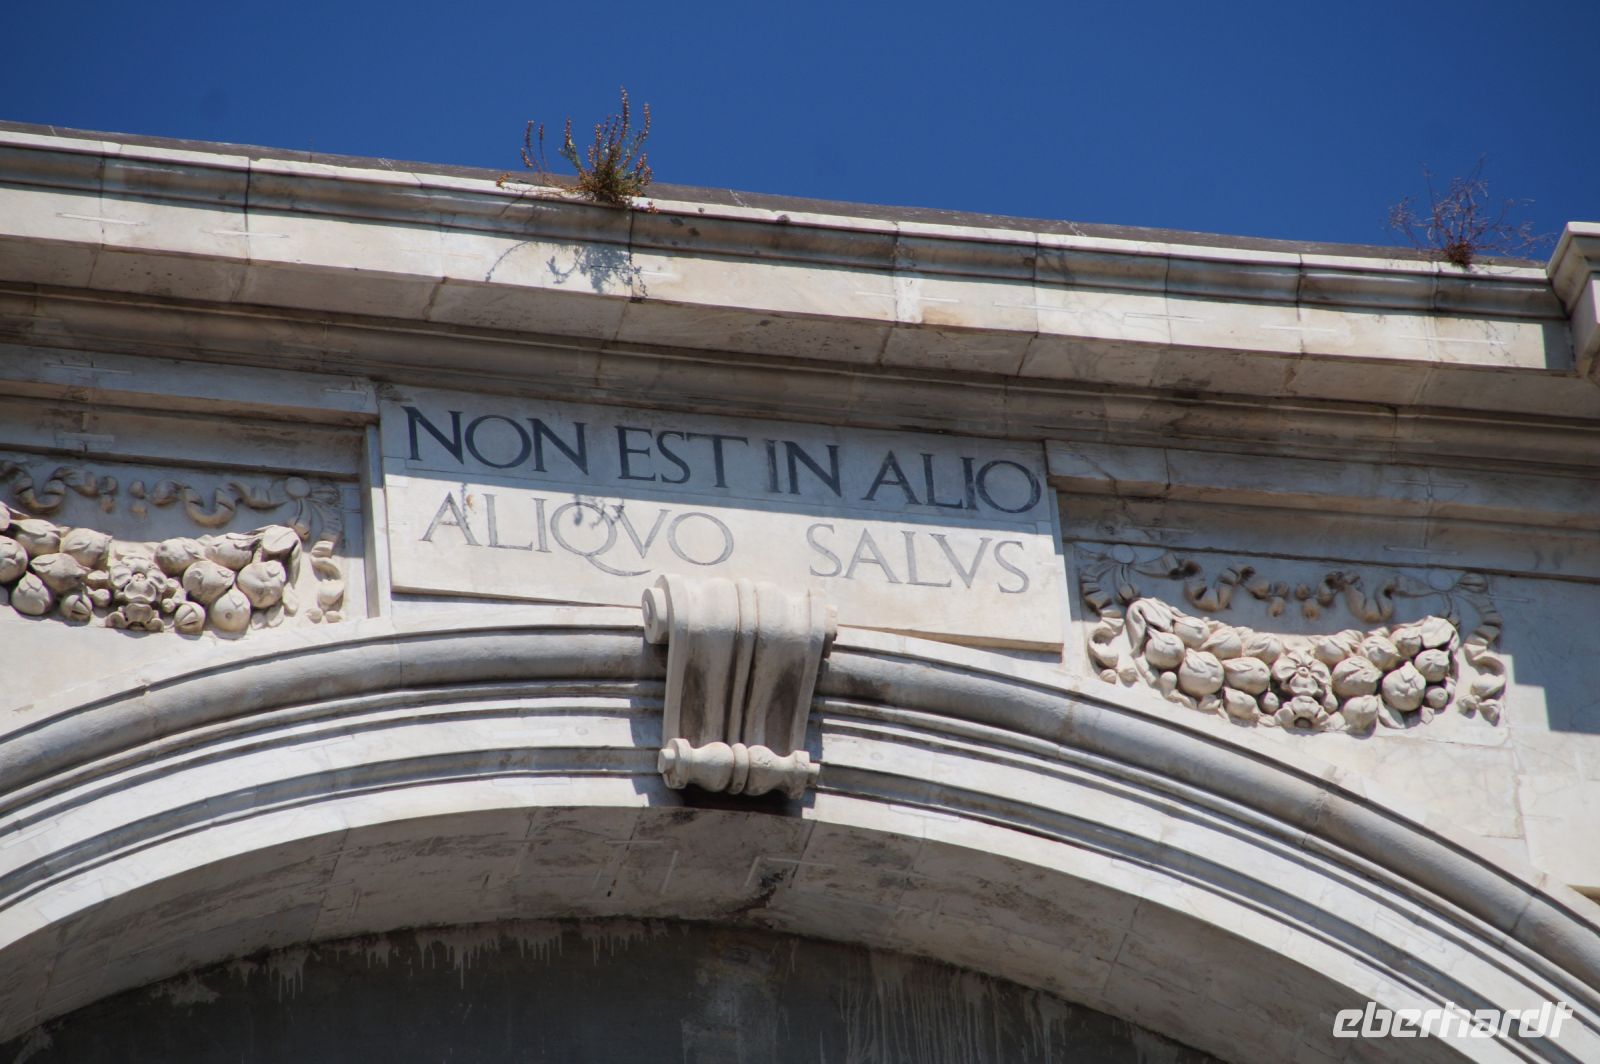 NON EST IN ALIO
ALIQVO SALVS
eberhardt